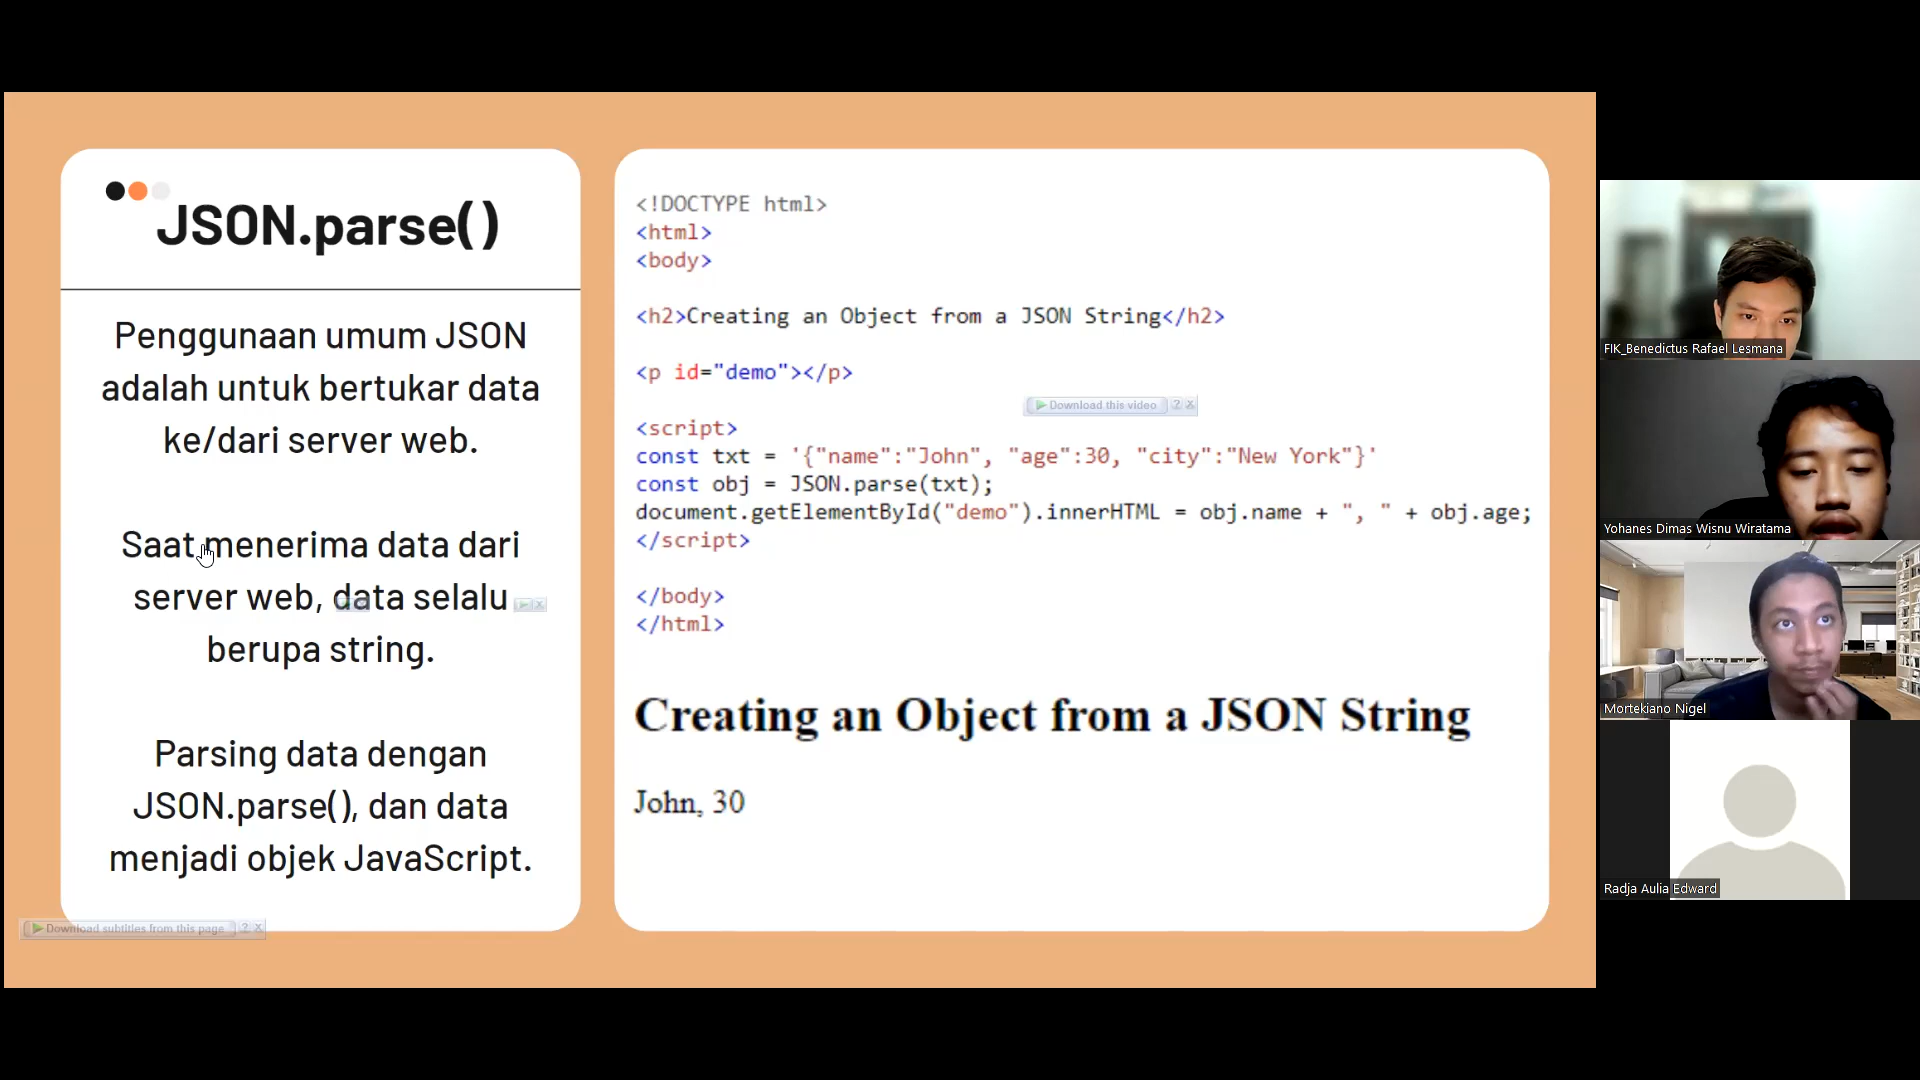 JSON.parse()
Penggunaan umum JSON
adalah untuk bertukar data
ke/dari server web.
Saat menerima data dari
server web, data selalu
berupa string.
Parsing data dengan
JSON.parse(), dan data
menjadi objek JavaScript.
Download subtitles from this page ? X
<!DOCTYPE html>
<html>
<body>
<h2>Creating an Object from a JSON String</h2>
<p id="demo"></p>
Download this video ? X
<script>
const txt = '{"name":"John", "age":30, "city":"New York"}'
const obj = JSON.parse(txt);
document.getElementById("demo").innerHTML = obj.name + ", " + obj.age;
</script>
</body>
</html>
Creating an Object from a JSON String
John, 30
FIK_Benedictus Rafael Lesmana
Yohanes Dimas Wisnu Wiratama
Mortekiano Nigel
Radja Aulia Edward